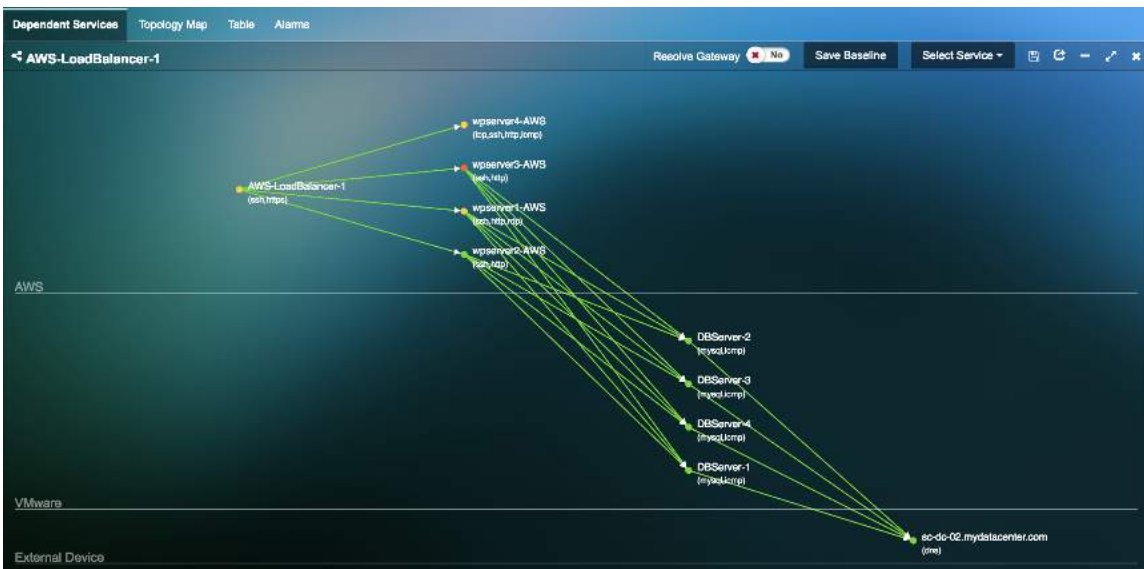 Dependent Services Topology Map Table Alarms
AWS-LoadBalancer-1 Resolve Gateway No Save Baseline Select Service
wpserver4-AWS
(tcp,ssh,http,icmp)
wpserver3-AWS
(ssh,http)
AWS-LoadBalancer-1
(ssh,https)
wpserver1-AWS
(ssh,http,rdp)
wpserver2-AWS
(ssh,http)
AWS
DBServer-2
(mysql,icmp)
DBServer-3
(mysql,icmp)
DBServer-4
(mysql,icmp)
DBServer-1
(mysql,icmp)
VMware
sc-dc-02.mydatacenter.com
(dns)
External Device